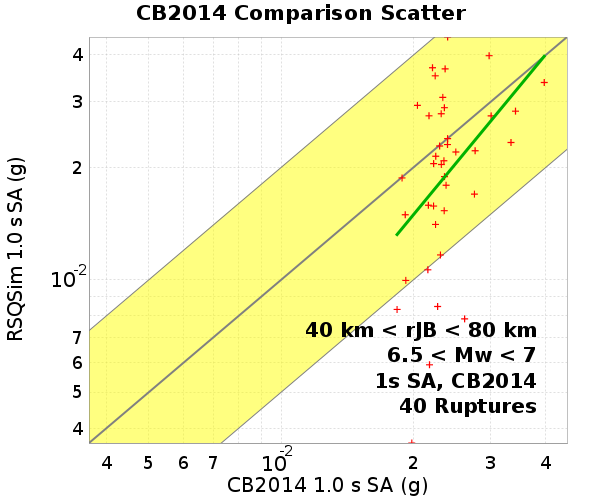 CB2014 Comparison Scatter
RSQSim 1.0 s SA (g)
4
3
2
10-2
7
6
5
4
40 km < rJB < 80 km
6.5 < Mw < 7
1s SA, CB2014
40 Ruptures
4 5 6 7 10-2 2 3 4
CB2014 1.0 s SA (g)